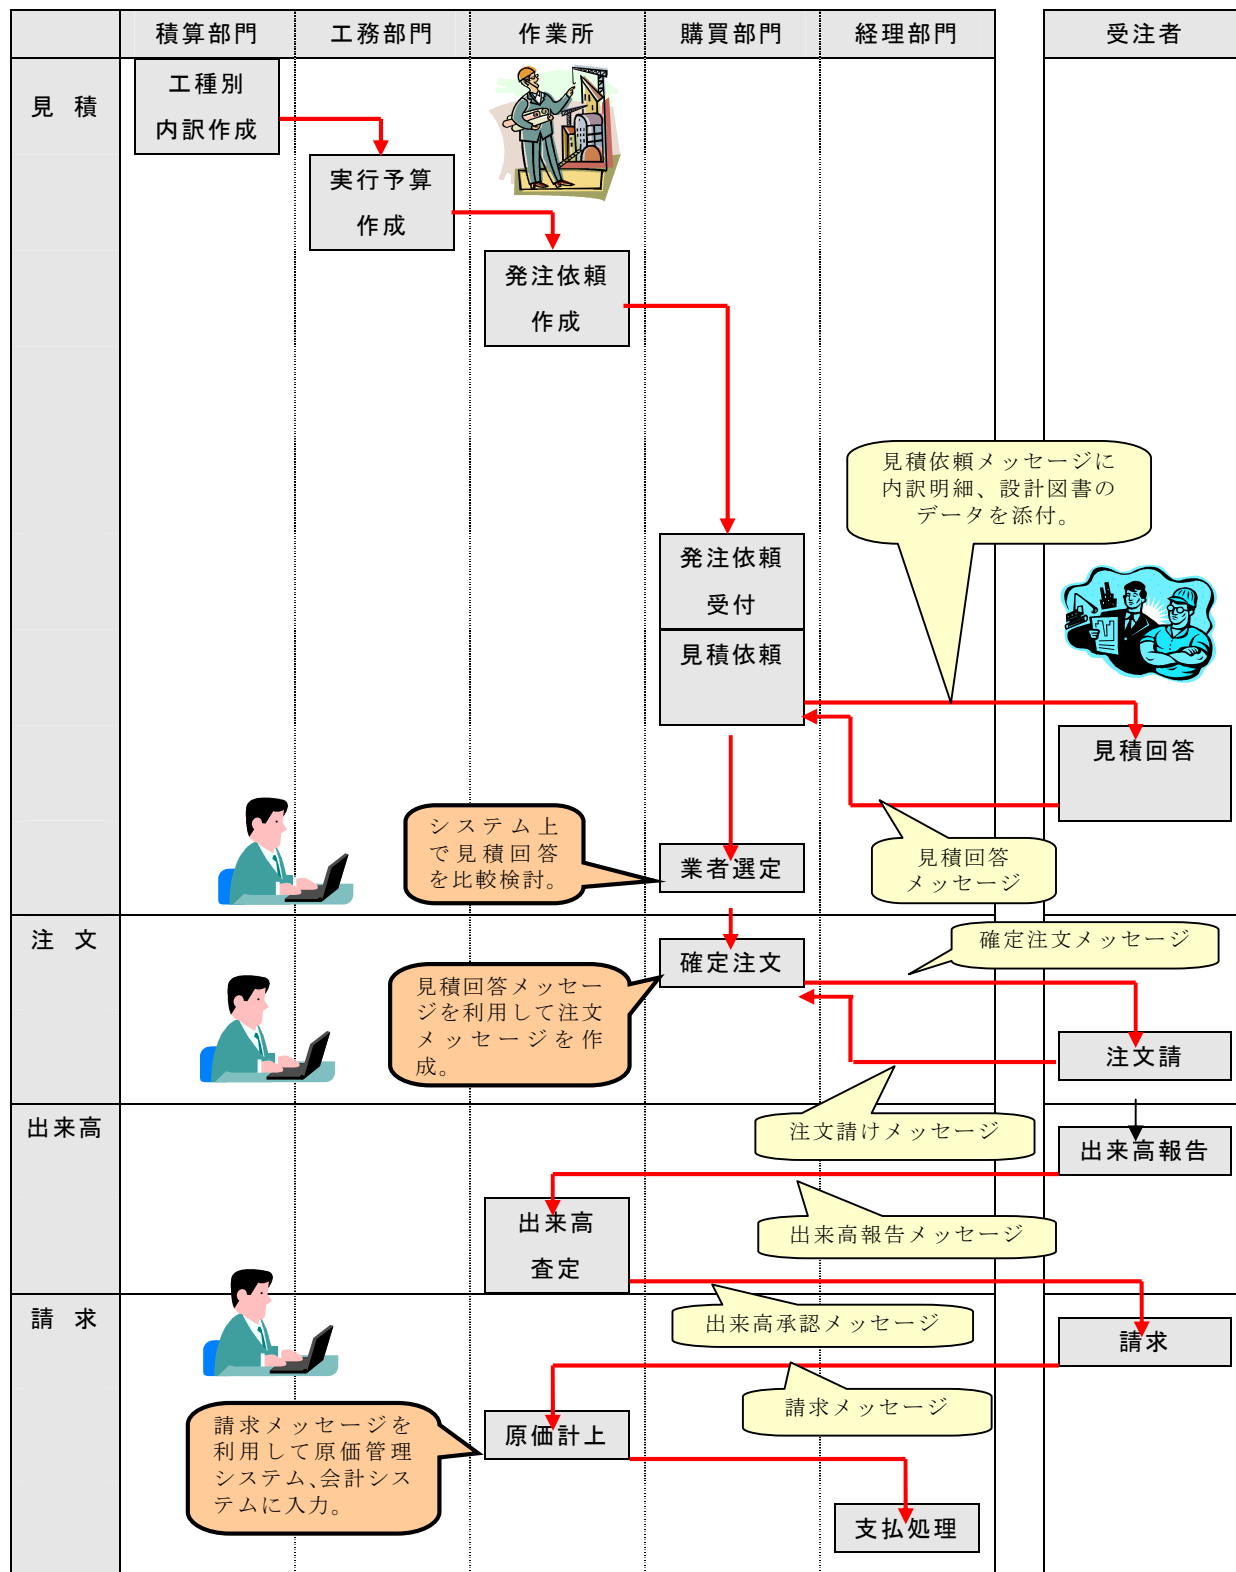 積算部門 工務部門 作業所 購買部門 経理部門 受注者
見 積
工種別
内訳作成
実行予算
作成
発注依頼
作成
見積依頼メッセージに
内訳明細、設計図書の
データを添付。
発注依頼
受付
見積依頼
見積回答
システム上
で見積回答
を比較検討。
業者選定
見積回答
メッセージ
注 文
確定注文
確定注文メッセージ
見積回答メッセー
ジを利用して注文
メッセージを作
成。
注文請
出来高
注文請けメッセージ
出来高報告
出来高
査定
出来高報告メッセージ
請 求
出来高承認メッセージ
請求
請求メッセージ
請求メッセージを
利用して原価管理
システム、会計シス
テムに入力。
原価計上
支払処理